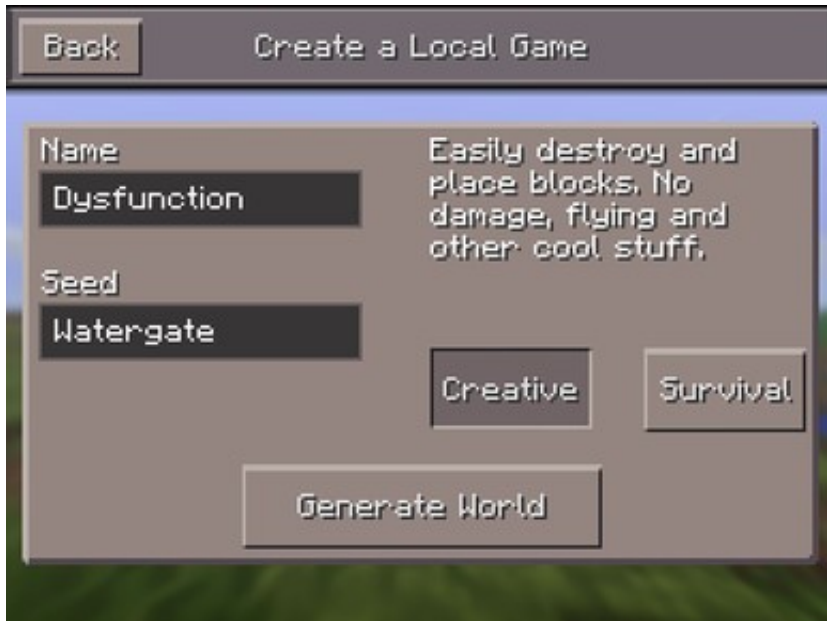 Back
Create a Local Game
Name
Dysfunction
Seed
Watergate
Easily destroy and
place blocks. No
damage, flying and
other cool stuff.
Creative
Survival
Generate World